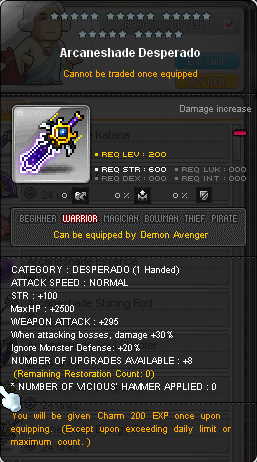 Arcaneshade Desperado
Cannot be traded once equipped
Damage increase
REQ LEV : 200
REQ STR : 600 REQ LUK : 000
REQ DEX : 000 REQ INT : 000
0 0 0
BEGINNER WARRIOR MAGICIAN BOWMAN THIEF PIRATE
Can be equipped by Demon Avenger
CATEGORY : DESPERADO (1 Handed)
ATTACK SPEED : NORMAL
STR : +100
MaxHP : +2500
WEAPON ATTACK : +295
When attacking bosses, damage +30%
Ignore Monster Defense: +20%
NUMBER OF UPGRADES AVAILABLE : +8
(Remaining Restoration Count: 0)
* NUMBER OF VICIOUS' HAMMER APPLIED : 0
You will be given Charm 200 EXP once upon
equipping. (Except upon exceeding daily limit or
maximum count. )